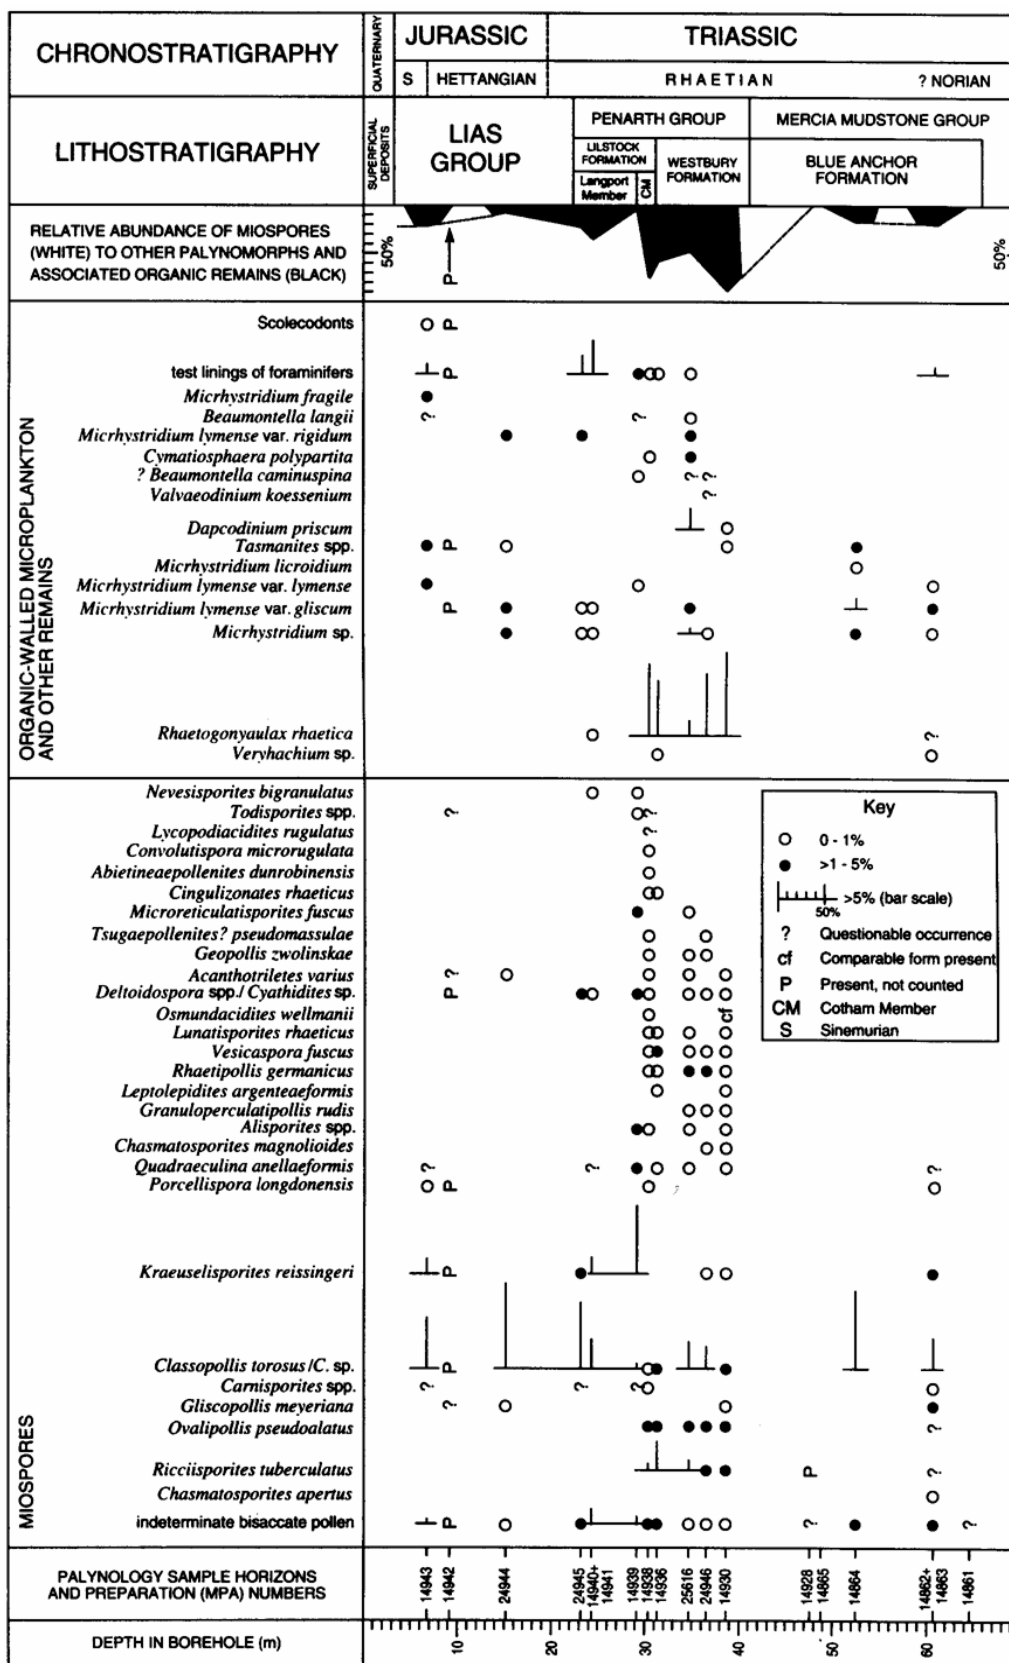 CHRONOSTRATIGRAPHY
QUATERNARY
JURASSIC
TRIASSIC
S
HETTANGIAN
RHAETIAN
? NORIAN
LITHOSTRATIGRAPHY
SUPERFICIAL
DEPOSITS
LIAS
GROUP
PENARTH GROUP
MERCIA MUDSTONE GROUP
LILSTOCK
FORMATION
Langport
Member
CM
WESTBURY
FORMATION
BLUE ANCHOR
FORMATION
RELATIVE ABUNDANCE OF MIOSPORES
(WHITE) TO OTHER PALYNOMORPHS AND
ASSOCIATED ORGANIC REMAINS (BLACK)
50%
P
50%
ORGANIC-WALLED MICROPLANKTON
AND OTHER REMAINS
Scolecodonts P
test linings of foraminifers P
Micrhystridium fragile
Beaumontella langii ? ?
Micrhystridium lymense var. rigidum
Cymatiosphaera polypartita
? Beaumontella caminuspina ? ?
Valvaeodinium koessenium ?
Dapcodinium priscum
Tasmanites spp. P
Micrhystridium licroidium
Micrhystridium lymense var. lymense
Micrhystridium lymense var. gliscum P
Micrhystridium sp.
Rhaetogonyaulax rhaetica ?
Veryhachium sp.
MIOSPORES
Nevesisporites bigranulatus
Todisporites spp. ? ?
Lycopodiacidites rugulatus ?
Convolutispora microrugulata
Abietineaepollenites dunrobinensis
Cingulizonates rhaeticus
Microreticulatisporites fuscus
Tsugaepollenites? pseudomassulae
Geopollis zwolinskae
Acanthotriletes varius ?
Deltoidospora spp./ Cyathidites sp. P
Osmundacidites wellmanii cf
Lunatisporites rhaeticus
Vesicaspora fuscus
Rhaetipollis germanicus
Leptolepidites argenteaeformis
Granuloperculatipollis rudis
Alisporites spp.
Chasmatosporites magnolioides
Quadraeculina anellaeformis ? ? ?
Porcellispora longdonensis P
Kraeuselisporites reissingeri P
Classopollis torosus /C. sp. P
Carnisporites spp. ? ? ?
Gliscopollis meyeriana ?
Ovalipollis pseudoalatus ?
Ricciisporites tuberculatus P ?
Chasmatosporites apertus
indeterminate bisaccate pollen P ? ?
Key
0 - 1%
>1 - 5%
50% >5% (bar scale)
? Questionable occurrence
cf Comparable form present
P Present, not counted
CM Cotham Member
S Sinemurian
PALYNOLOGY SAMPLE HORIZONS
AND PREPARATION (MPA) NUMBERS
14943
14942
24944
24945
14940+
14941
14939
14938
14936
25616
24946
14930
14928
14865
14864
14862+
14863
14861
DEPTH IN BOREHOLE (m)
10 20 30 40 50 60